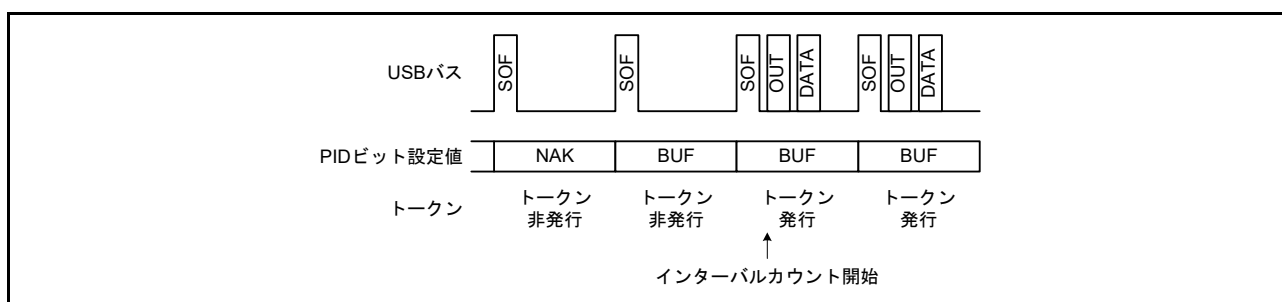 USBバス
SOF
SOF
SOF
OUT
DATA
SOF
OUT
DATA
PIDビット設定値
NAK
BUF
BUF
BUF
トークン
トークン
非発行
トークン
非発行
トークン
発行
トークン
発行
インターバルカウント開始